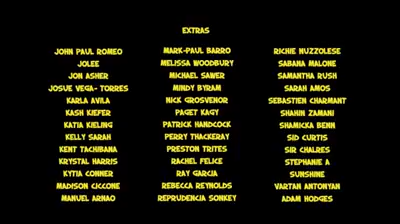 EXTRAS
JOHN PAUL ROMEO
JOLEE
JON ASHER
JOSUE VEGA- TORRES
KARLA AVILA
KASH KIEFER
KATIA KIELING
KELLY SARAH
KENT TACHIBANA
KRYSTAL HARRIS
KYTIA CONNER
MADISON CICCONE
MANUEL ARNAO
MARK-PAUL BARRO
MELISSA WOODBURY
MICHAEL SAWER
MINDY BYRAM
NICK GROSVENOR
PAGET KAGY
PATRICK HANDCOCK
PERRY THACKERAY
PRESTON TRITES
RACHEL FELICE
RAY GARCIA
REBECCA REYNOLDS
REPRUDENCIA SONKEY
RICHIE NUZZOLESE
SABANA MALONE
SAMANTHA RUSH
SARAH AMOS
SEBASTIEN CHARMANT
SHAHIN ZAMANI
SHAMICKA BENN
SID CURTIS
SIR CHALRES
STEPHANIE A
SUNSHINE
VARTAN ANTONYAN
ADAM HODGES